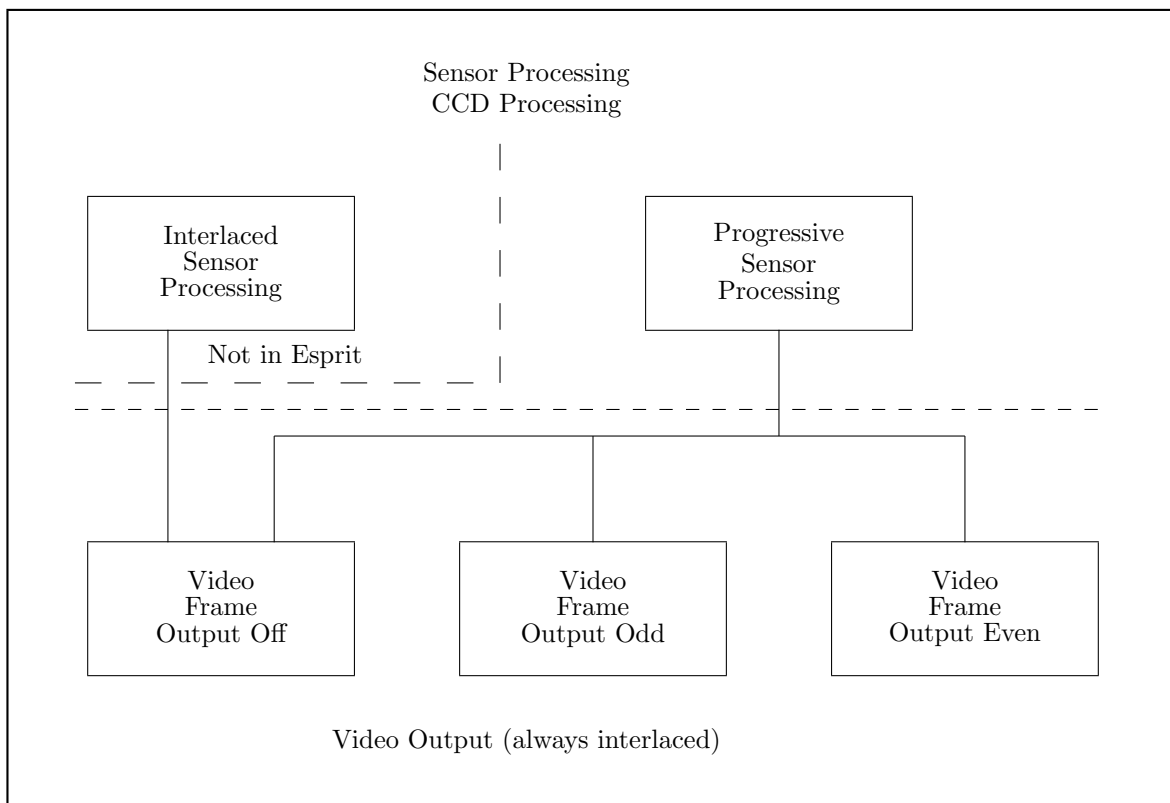 Sensor Processing
CCD Processing
Interlaced
Sensor
Processing
Progressive
Sensor
Processing
Not in Esprit
Video
Frame
Output Off
Video
Frame
Output Odd
Video
Frame
Output Even
Video Output (always interlaced)